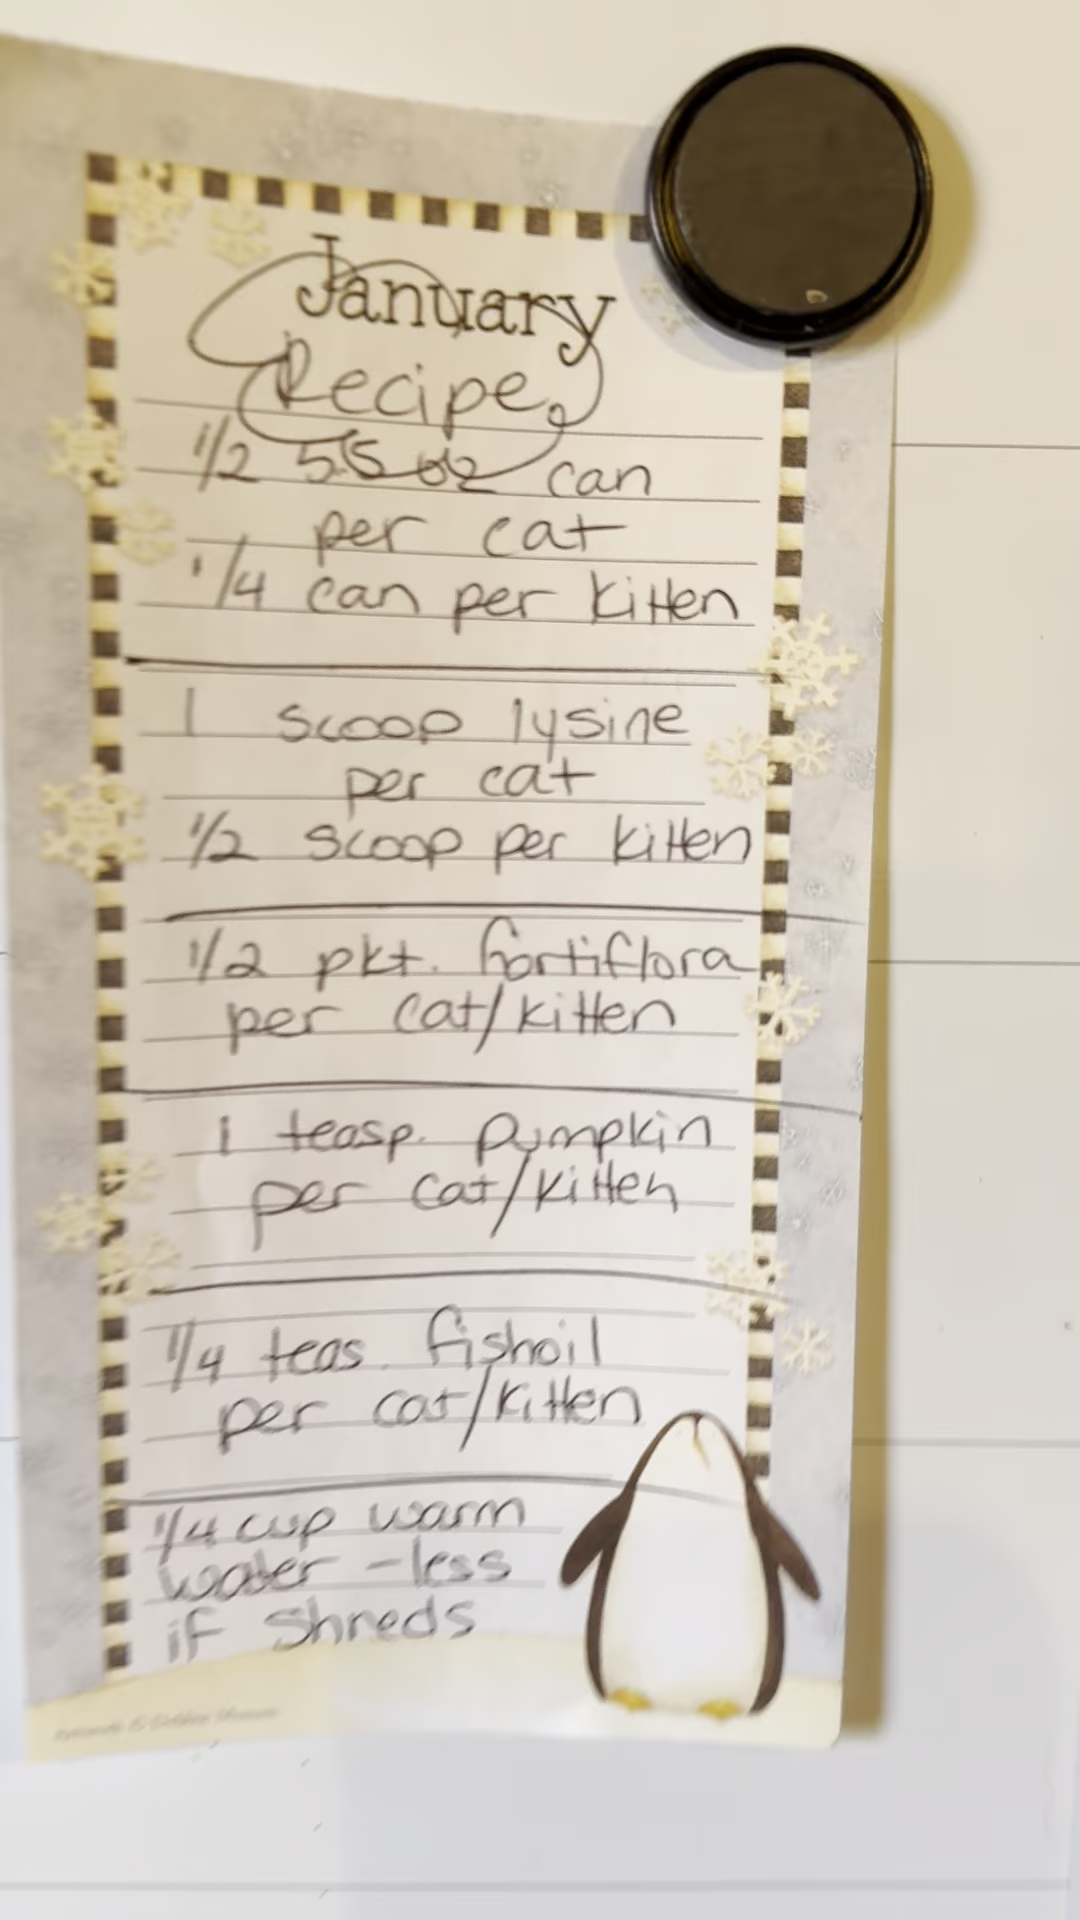 January
Recipe
1/2 5.5 oz can
per cat
1/4 can per kitten
1 scoop lysine
per cat
1/2 scoop per kitten
1/2 pkt. fortiflora
per cat/kitten
1 teasp. pumpkin
per cat/kitten
1/4 teas. fishoil
per cat/kitten
1/4 cup warm
water - less
if shreds